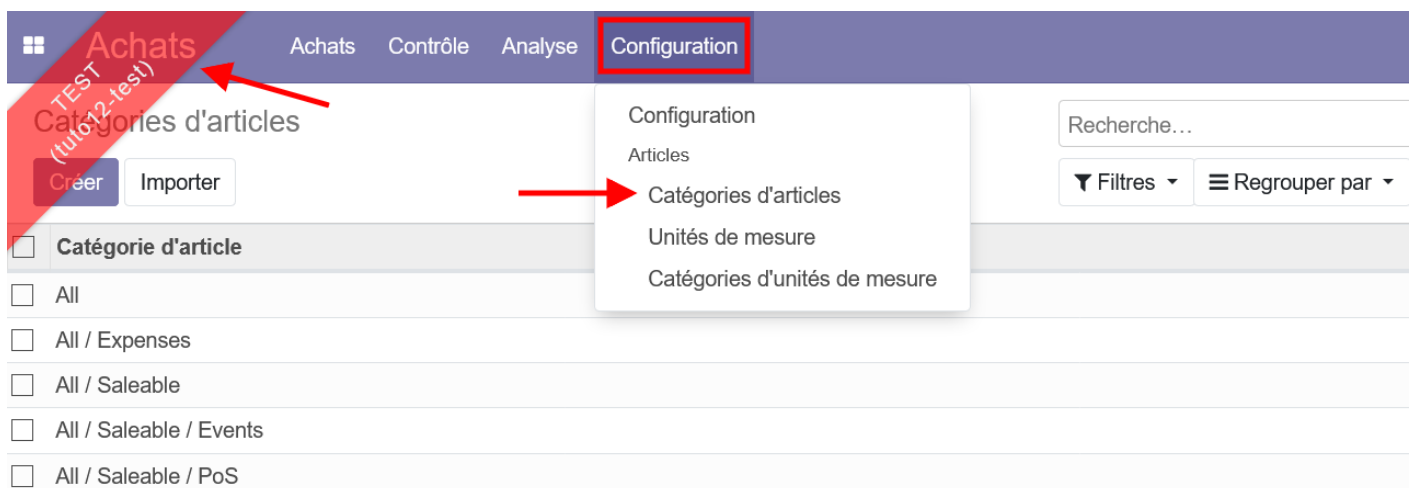 Achats Achats Contrôle Analyse Configuration
TEST
(tuto12-test)
Catégories d'articles
Créer Importer
Configuration
Articles
Catégories d'articles
Unités de mesure
Catégories d'unités de mesure
Recherche...
Filtres Regrouper par
Catégorie d'article
All
All / Expenses
All / Saleable
All / Saleable / Events
All / Saleable / PoS